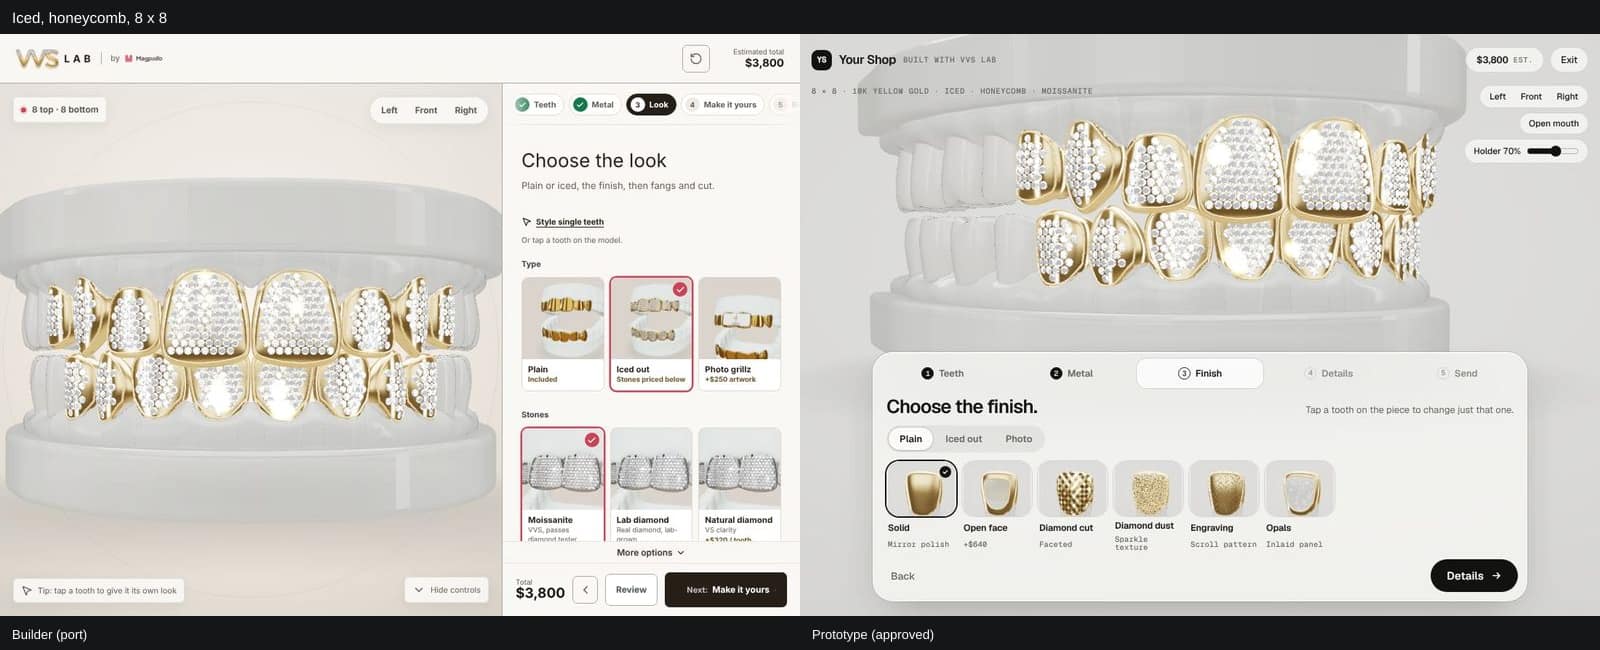 Iced, honeycomb, 8 x 8
VVS LAB by Magpudo
Estimated total
$3,800
8 top · 8 bottom
Left Front Right
Teeth
Metal
3 Look
4 Make it yours
5
Choose the look
Plain or iced, the finish, then fangs and cut.
Style single teeth
Or tap a tooth on the model.
Type
Plain
Included
Iced out
Stones priced below
Photo grillz
+$250 artwork
Stones
Moissanite
VVS, passes
diamond tester
Lab diamond
Real diamond, lab-
grown
Natural diamond
VS clarity
+$320 / tooth
More options
Tip: tap a tooth to give it its own look
Hide controls
Total
$3,800
Review
Next: Make it yours
Builder (port)
YS Your Shop BUILT WITH VVS LAB
$3,800 EST.
Exit
8 × 8 · 10K YELLOW GOLD · ICED · HONEYCOMB · MOISSANITE
Left Front Right
Open mouth
Holder 70%
1 Teeth
2 Metal
3 Finish
4 Details
5 Send
Choose the finish.
Tap a tooth on the piece to change just that one.
Plain Iced out Photo
Solid
Mirror polish
Open face
+$640
Diamond cut
Faceted
Diamond dust
Sparkle
texture
Engraving
Scroll pattern
Opals
Inlaid panel
Back
Details
Prototype (approved)